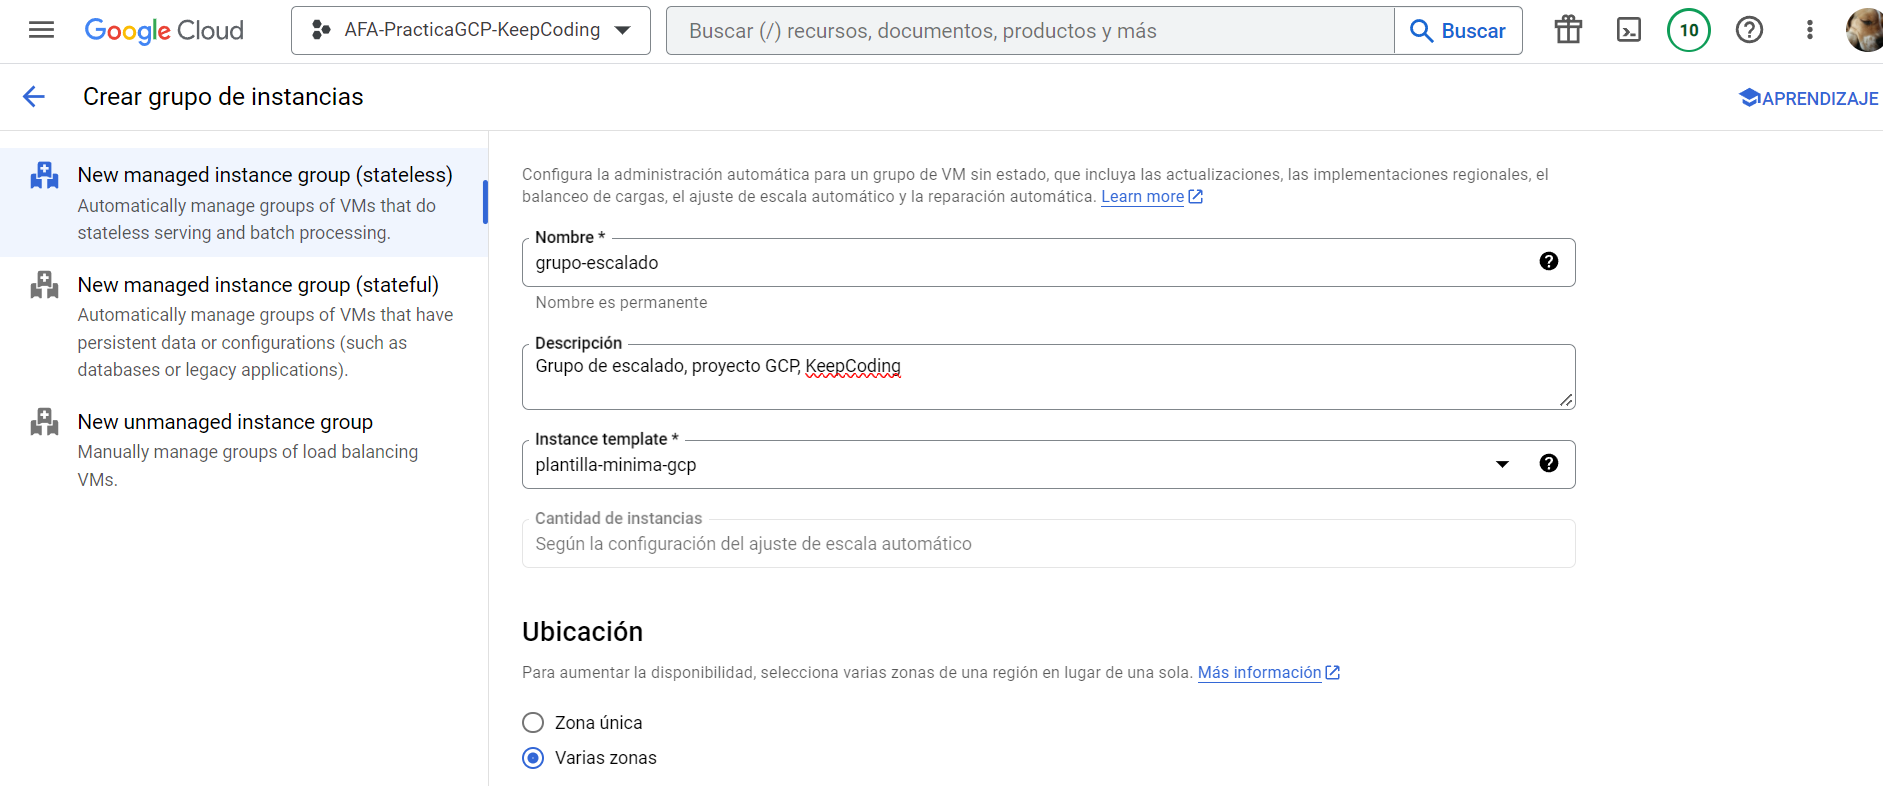 Google Cloud
AFA-PracticaGCP-KeepCoding
Buscar (/) recursos, documentos, productos y más
Buscar
10
Crear grupo de instancias
APRENDIZAJE
New managed instance group (stateless)
Automatically manage groups of VMs that do
stateless serving and batch processing.
New managed instance group (stateful)
Automatically manage groups of VMs that have
persistent data or configurations (such as
databases or legacy applications).
New unmanaged instance group
Manually manage groups of load balancing
VMs.
Configura la administración automática para un grupo de VM sin estado, que incluya las actualizaciones, las implementaciones regionales, el
balanceo de cargas, el ajuste de escala automático y la reparación automática. Learn more
Nombre *
grupo-escalado
Nombre es permanente
Descripción
Grupo de escalado, proyecto GCP, KeepCoding
Instance template *
plantilla-minima-gcp
Cantidad de instancias
Según la configuración del ajuste de escala automático
Ubicación
Para aumentar la disponibilidad, selecciona varias zonas de una región en lugar de una sola. Más información
Zona única
Varias zonas